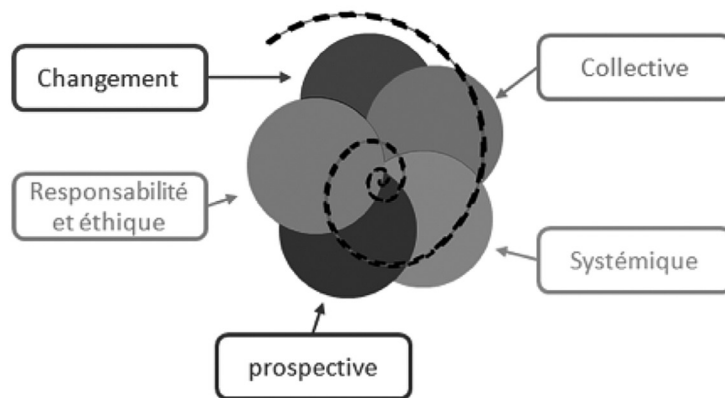 Changement
Collective
Responsabilité
et éthique
Systémique
prospective